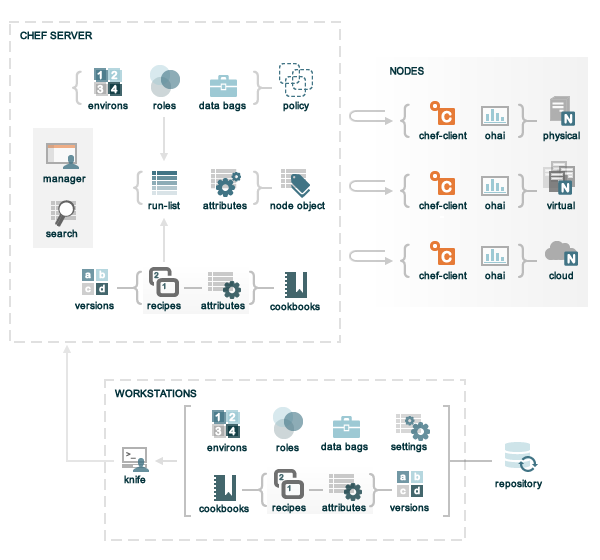 CHEF SERVER
1 2
3 4
environs
roles
data bags
policy
manager
search
run-list
attributes
node object
a b
c d
versions
2
1
recipes
attributes
cookbooks
NODES
C
chef-client
ohai
N
physical
C
chef-client
ohai
N
virtual
C
chef-client
ohai
N
cloud
WORKSTATIONS
>_
knife
1 2
3 4
environs
roles
data bags
settings
cookbooks
2
1
recipes
attributes
a b
c d
versions
repository